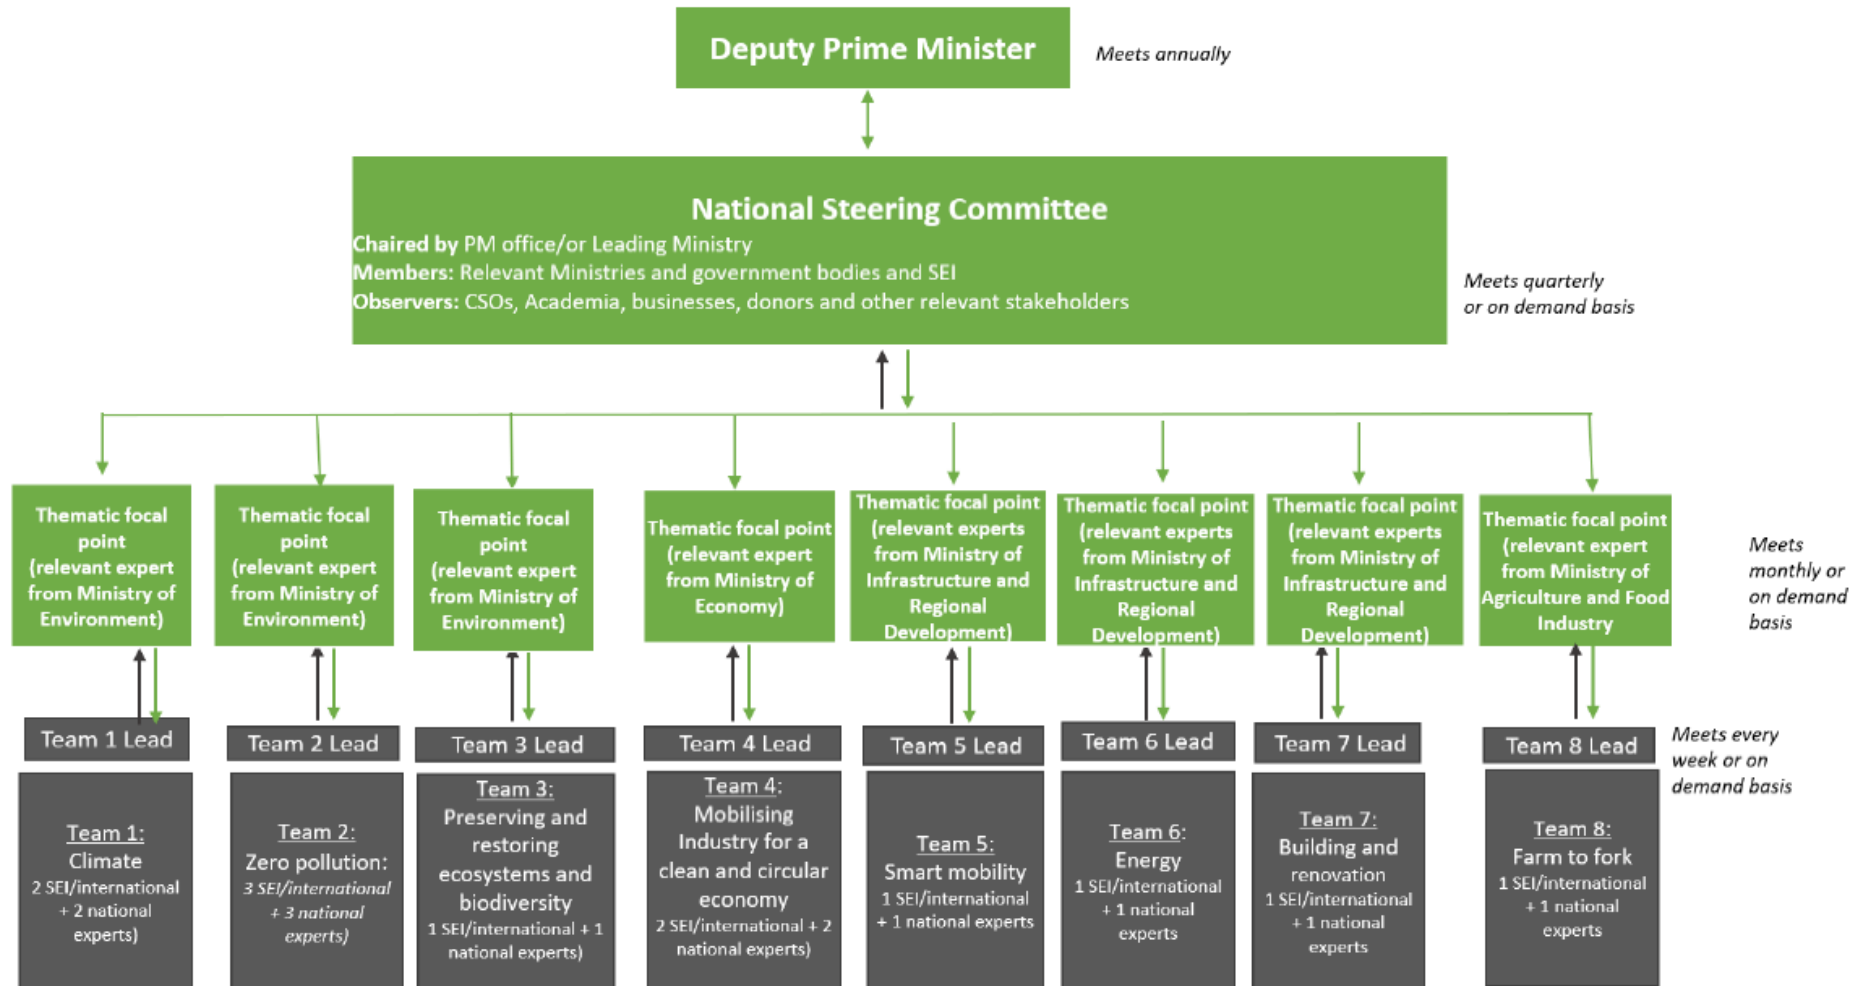 Deputy Prime Minister
Meets annually
National Steering Committee
Chaired by PM office/or Leading Ministry
Members: Relevant Ministries and government bodies and SEI
Observers: CSOs, Academia, businesses, donors and other relevant stakeholders
Meets quarterly
or on demand basis
Thematic focal
point
(relevant expert
from Ministry of
Environment)
Thematic focal
point
(relevant expert
from Ministry of
Environment)
Thematic focal
point
(relevant expert
from Ministry of
Environment)
Thematic focal point
(relevant expert
from Ministry of
Economy)
Thematic focal point
(relevant experts
from Ministry of
Infrastructure and
Regional
Development)
Thematic focal point
(relevant experts
from Ministry of
Infrastructure and
Regional
Development)
Thematic focal point
(relevant experts
from Ministry of
Infrastructure and
Regional
Development)
Thematic focal point
(relevant expert
from Ministry of
Agriculture and Food
Industry
Meets
monthly or
on demand
basis
Team 1 Lead
Team 2 Lead
Team 3 Lead
Team 4 Lead
Team 5 Lead
Team 6 Lead
Team 7 Lead
Team 8 Lead
Meets every
week or on
demand basis
Team 1:
Climate
2 SEI/international
+ 2 national
experts)
Team 2:
Zero pollution:
3 SEI/international
+ 3 national
experts)
Team 3:
Preserving and
restoring
ecosystems and
biodiversity
1 SEI/international + 1
national experts)
Team 4:
Mobilising
Industry for a
clean and circular
economy
2 SEI/international + 2
national experts)
Team 5:
Smart mobility
1 SEI/international
+ 1 national experts
Team 6:
Energy
1 SEI/international
+ 1 national
experts
Team 7:
Building and
renovation
1 SEI/international
+ 1 national
experts
Team 8:
Farm to fork
1 SEI/international
+ 1 national
experts